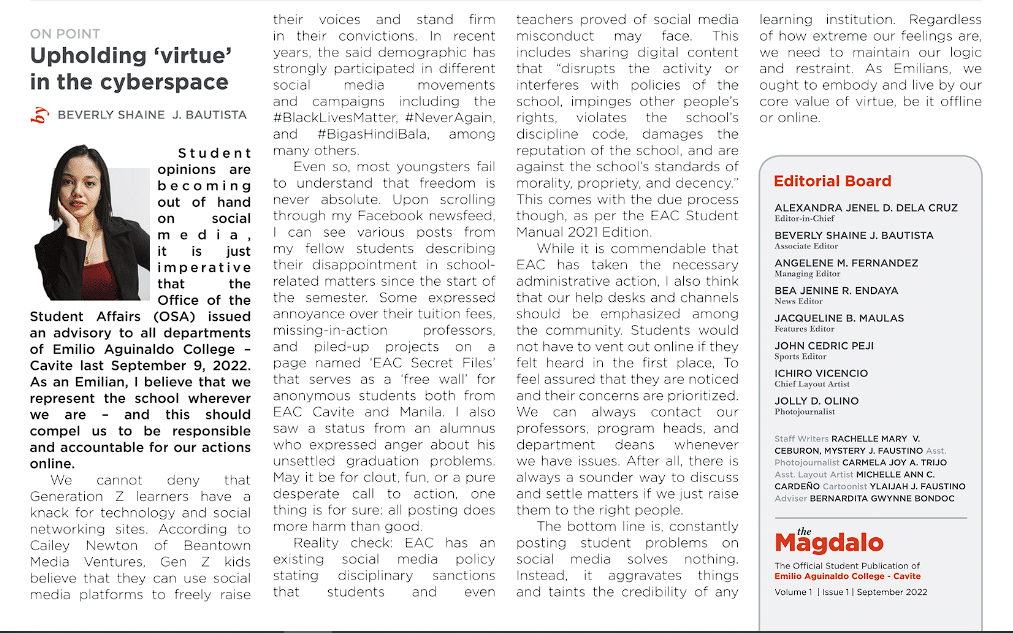 ON POINT
Upholding ‘virtue’
in the cyberspace
by BEVERLY SHAINE J. BAUTISTA
Student
opinions are
becoming
out of hand
on social
media,
it is just
imperative
that the
Office of the
Student Affairs (OSA) issued
an advisory to all departments
of Emilio Aguinaldo College –
Cavite last September 9, 2022.
As an Emilian, I believe that we
represent the school wherever
we are – and this should
compel us to be responsible
and accountable for our actions
online.
We cannot deny that
Generation Z learners have a
knack for technology and social
networking sites. According to
Cailey Newton of Beantown
Media Ventures, Gen Z kids
believe that they can use social
media platforms to freely raise
their voices and stand firm
in their convictions. In recent
years, the said demographic has
strongly participated in different
social media movements
and campaigns including the
#BlackLivesMatter, #NeverAgain,
and #BigasHindiBala, among
many others.
Even so, most youngsters fail
to understand that freedom is
never absolute. Upon scrolling
through my Facebook newsfeed,
I can see various posts from
my fellow students describing
their disappointment in school-
related matters since the start of
the semester. Some expressed
annoyance over their tuition fees,
missing-in-action professors,
and piled-up projects on a
page named ‘EAC Secret Files’
that serves as a ‘free wall’ for
anonymous students both from
EAC Cavite and Manila. I also
saw a status from an alumnus
who expressed anger about his
unsettled graduation problems.
May it be for clout, fun, or a pure
desperate call to action, one
thing is for sure: all posting does
more harm than good.
Reality check: EAC has an
existing social media policy
stating disciplinary sanctions
that students and even
teachers proved of social media
misconduct may face. This
includes sharing digital content
that “disrupts the activity or
interferes with policies of the
school, impinges other people’s
rights, violates the school’s
discipline code, damages the
reputation of the school, and are
against the school’s standards of
morality, propriety, and decency.”
This comes with the due process
though, as per the EAC Student
Manual 2021 Edition.
While it is commendable that
EAC has taken the necessary
administrative action, I also think
that our help desks and channels
should be emphasized among
the community. Students would
not have to vent out online if they
felt heard in the first place, To
feel assured that they are noticed
and their concerns are prioritized.
We can always contact our
professors, program heads, and
department deans whenever
we have issues. After all, there is
always a sounder way to discuss
and settle matters if we just raise
them to the right people.
The bottom line is, constantly
posting student problems on
social media solves nothing.
Instead, it aggravates things
and taints the credibility of any
learning institution. Regardless
of how extreme our feelings are,
we need to maintain our logic
and restraint. As Emilians, we
ought to embody and live by our
core value of virtue, be it offline
or online.
Editorial Board
ALEXANDRA JENEL D. DELA CRUZ
Editor-in-Chief
BEVERLY SHAINE J. BAUTISTA
Associate Editor
ANGELENE M. FERNANDEZ
Managing Editor
BEA JENINE R. ENDAYA
News Editor
JACQUELINE B. MAULAS
Features Editor
JOHN CEDRIC PEJI
Sports Editor
ICHIRO VICENCIO
Chief Layout Artist
JOLLY D. OLINO
Photojournalist
Staff Writers RACHELLE MARY V.
CEBURON, MYSTERY J. FAUSTINO Asst.
Photojournalist CARMELA JOY A. TRIJO
Asst. Layout Artist MICHELLE ANN C.
CARDEÑO Cartoonist YLAIJAH J. FAUSTINO
Adviser BERNARDITA GWYNNE BONDOC
the
Magdalo
The Official Student Publication of
Emilio Aguinaldo College - Cavite
Volume 1 | Issue 1 | September 2022